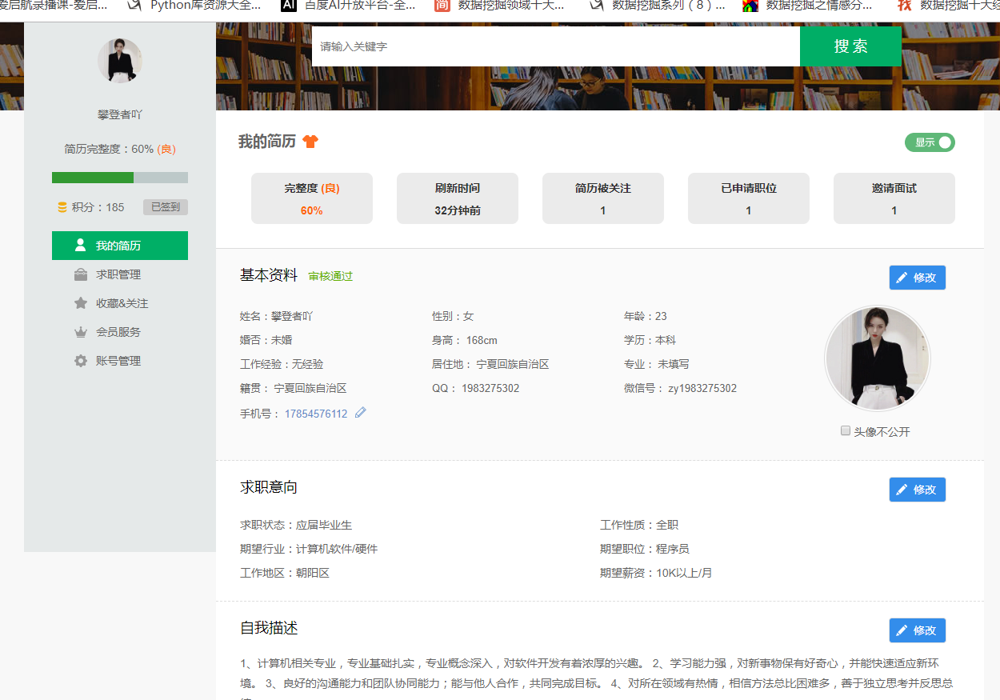 爱启航录播课-爱启... Python库资源大全... AI 百度AI开放平台-全... 简 数据挖掘领域十大... 数据挖掘系列（8）... 数据挖掘之情感分... 找 数据挖掘十大经
请输入关键字 搜 索
攀登者吖
简历完整度：60% (良)
积分：185 已签到
我的简历
求职管理
收藏&关注
会员服务
账号管理
我的简历 显示
完整度 (良) 刷新时间 简历被关注 已申请职位 邀请面试
60% 32分钟前 1 1 1
基本资料 审核通过 修改
姓名：攀登者吖 性别：女 年龄：23
婚否：未婚 身高： 168cm 学历：本科
工作经验：无经验 居住地： 宁夏回族自治区 专业： 未填写
籍贯： 宁夏回族自治区 QQ： 1983275302 微信号： zy1983275302
手机号： 17854576112
头像不公开
求职意向 修改
求职状态：应届毕业生 工作性质：全职
期望行业：计算机软件/硬件 期望职位：程序员
工作地区：朝阳区 期望薪资：10K以上/月
自我描述 修改
1、计算机相关专业，专业基础扎实，专业概念深入，对软件开发有着浓厚的兴趣。 2、学习能力强，对新事物保有好奇心，并能快速适应新环
境。 3、良好的沟通能力和团队协同能力；能与他人合作，共同完成目标。 4、对所在领域有热情，相信方法总比困难多，善于独立思考并反思总